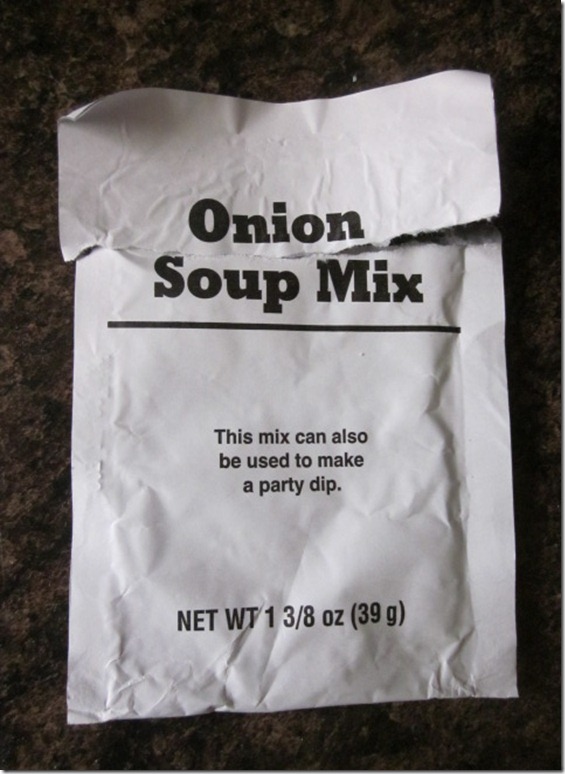 Onion
Soup Mix
This mix can also
be used to make
a party dip.
NET WT 1 3/8 oz (39 g)